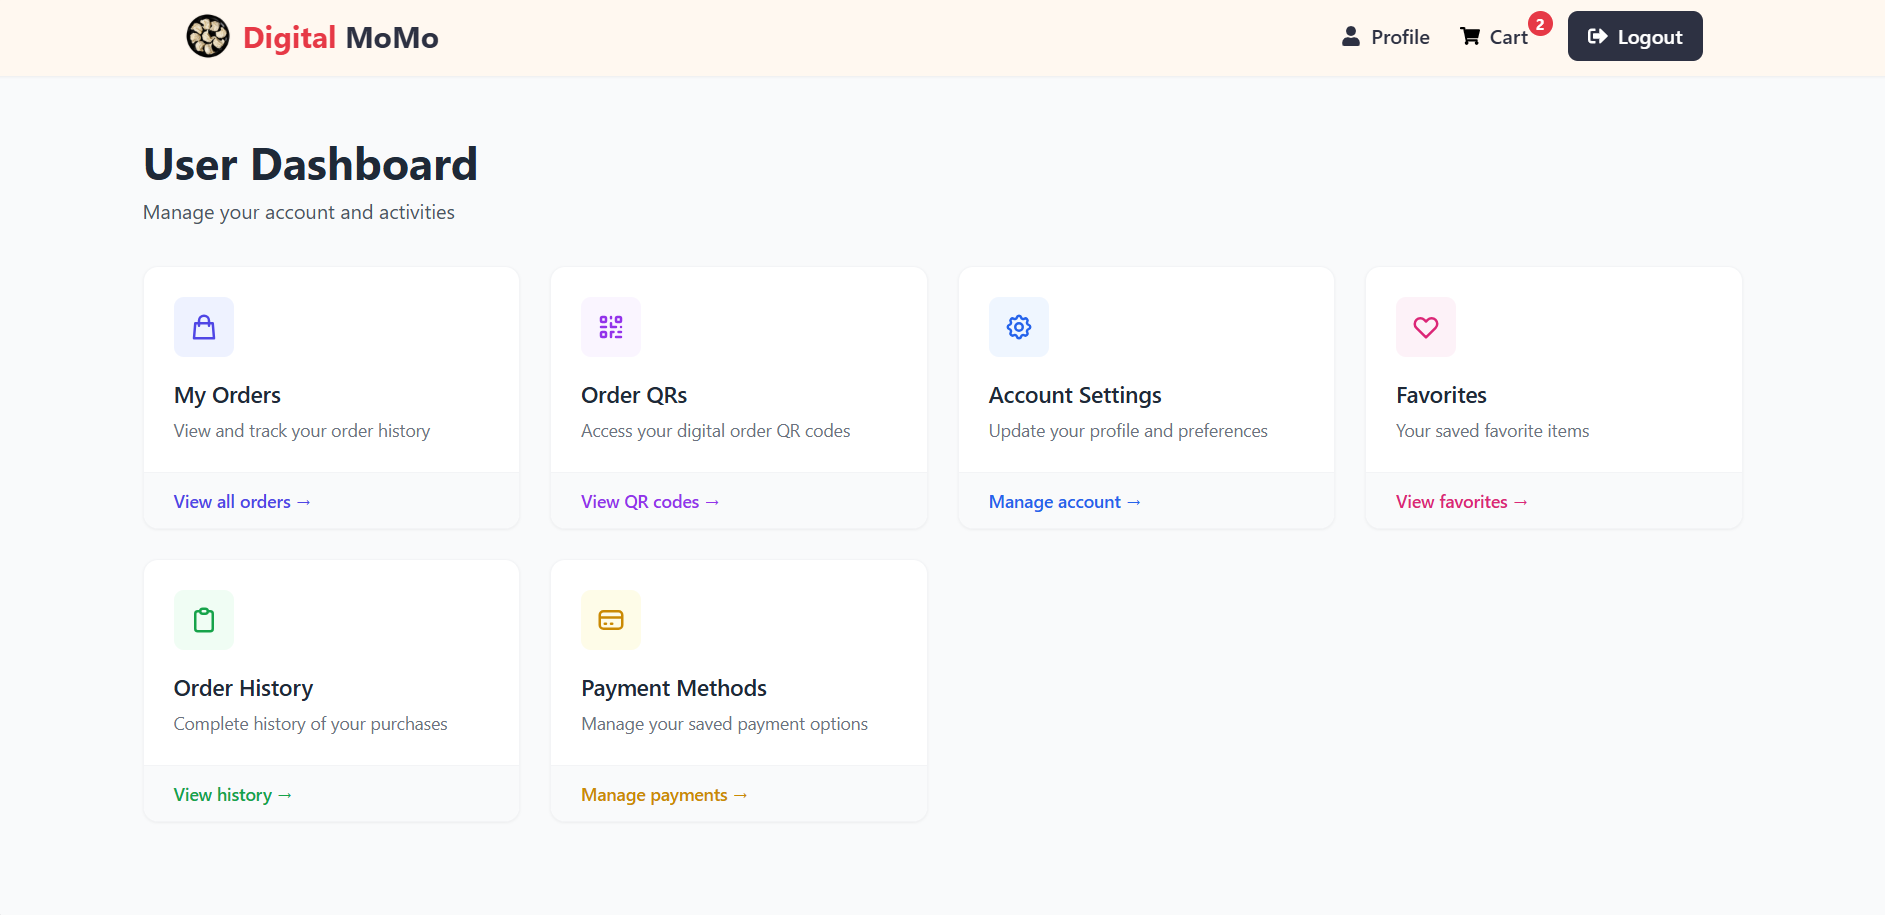 Digital MoMo
Profile
Cart
2
Logout
User Dashboard
Manage your account and activities
My Orders
View and track your order history
View all orders →
Order QRs
Access your digital order QR codes
View QR codes →
Account Settings
Update your profile and preferences
Manage account →
Favorites
Your saved favorite items
View favorites →
Order History
Complete history of your purchases
View history →
Payment Methods
Manage your saved payment options
Manage payments →